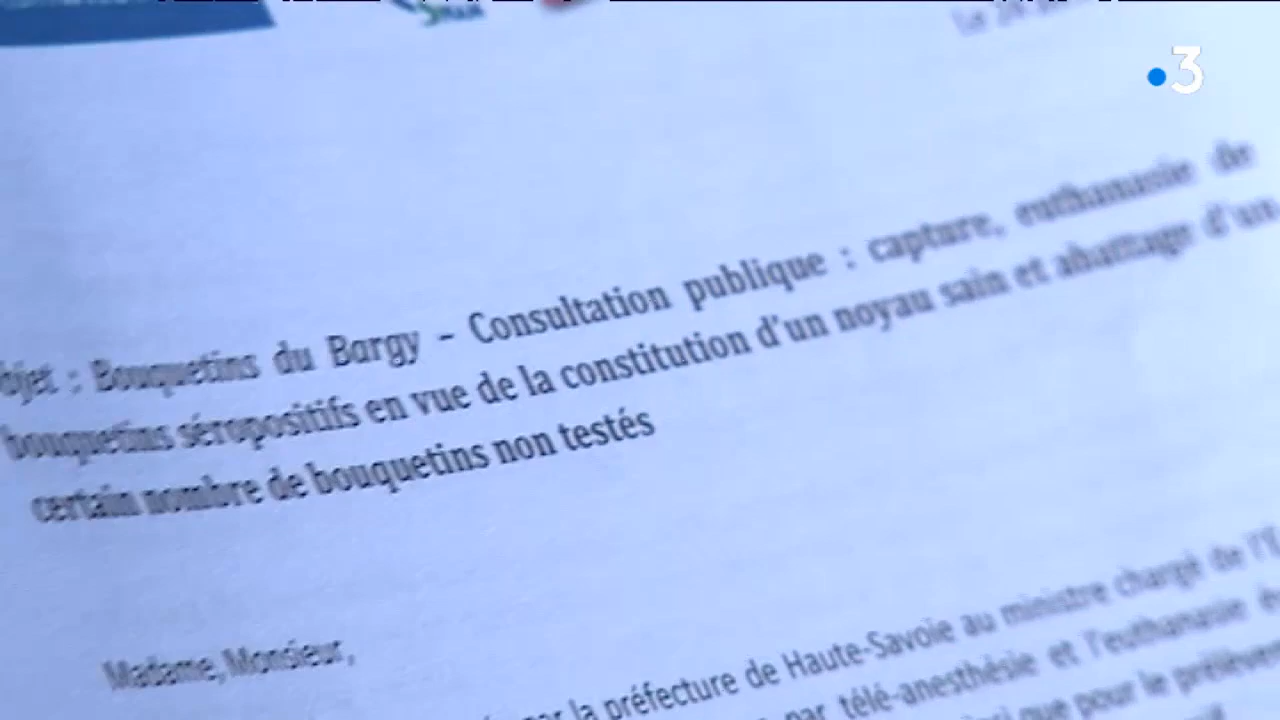 3
bjet : Bouquetins du Bargy – Consultation publique : capture, euthanasie de
bouquetins séropositifs en vue de la constitution d'un noyau sain et abattage d'un
certain nombre de bouquetins non testés
Madame, Monsieur,
par la préfecture de Haute-Savoie au ministre chargé de l'É
par télé-anesthésie et l'euthanasie
que pour le